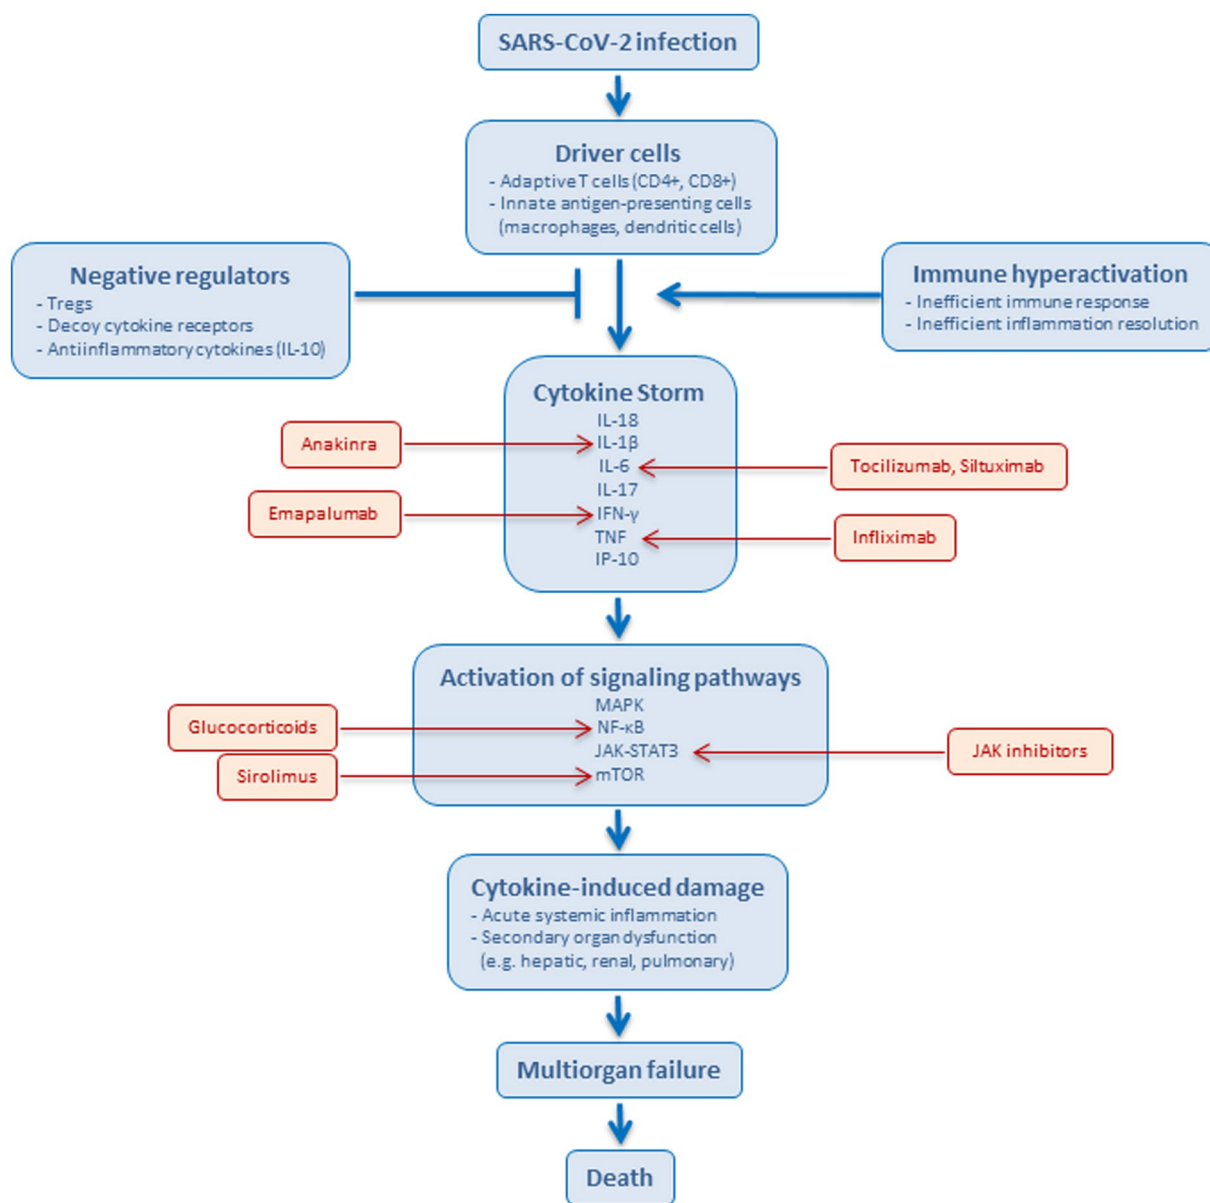 SARS-CoV-2 infection
Driver cells
- Adaptive T cells (CD4+, CD8+)
- Innate antigen-presenting cells
(macrophages, dendritic cells)
Negative regulators
- Tregs
- Decoy cytokine receptors
- Antiinflammatory cytokines (IL-10)
Immune hyperactivation
- Inefficient immune response
- Inefficient inflammation resolution
Cytokine Storm
IL-18
IL-1β
IL-6
IL-17
IFN-γ
TNF
IP-10
Anakinra
Emapalumab
Tocilizumab, Siltuximab
Infliximab
Activation of signaling pathways
MAPK
NF-κB
JAK-STAT3
mTOR
Glucocorticoids
Sirolimus
JAK inhibitors
Cytokine-induced damage
- Acute systemic inflammation
- Secondary organ dysfunction
(e.g. hepatic, renal, pulmonary)
Multiorgan failure
Death